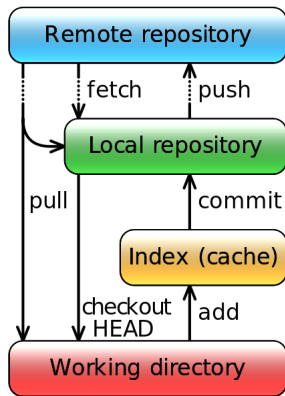 Remote repository
fetch
push
Local repository
pull
commit
Index (cache)
checkout
HEAD
add
Working directory